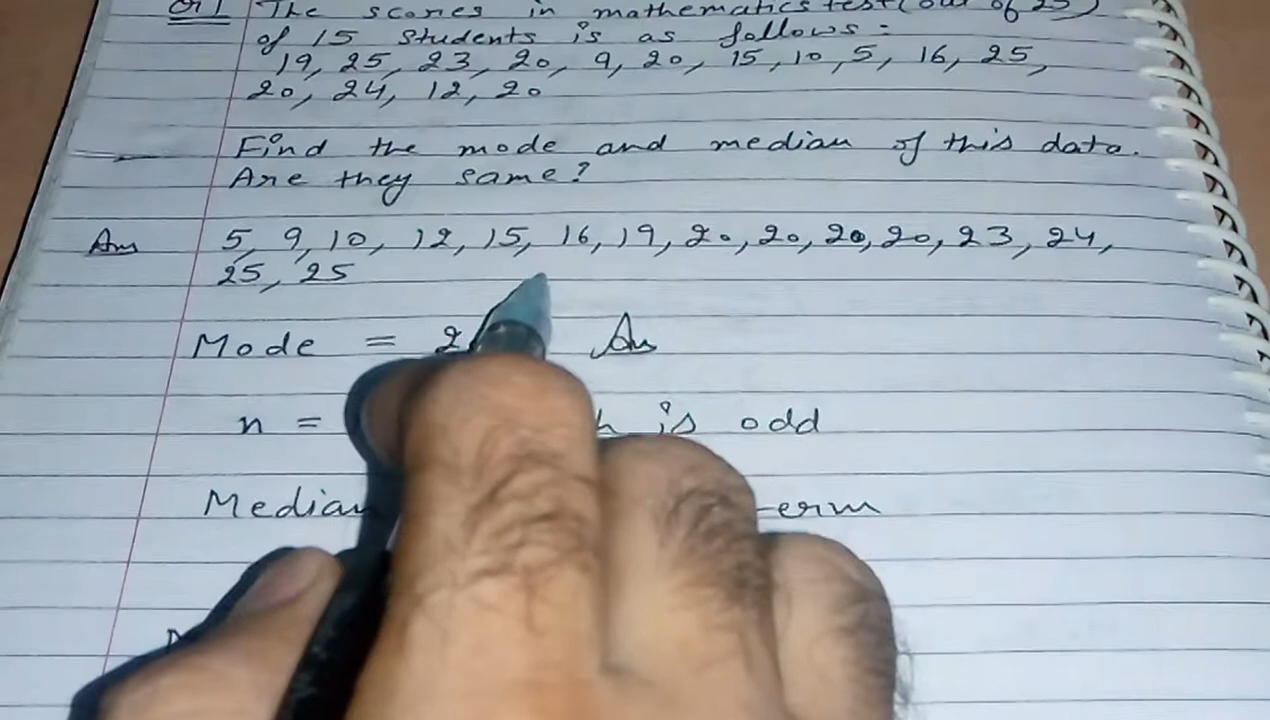 Q.1 The scores in mathematics test (out of 25)
of 15 students is as follows:
19, 25, 23, 20, 9, 20, 15, 10, 5, 16, 25,
20, 24, 12, 20
Find the mode and median of this data.
Are they same?
Ans 5, 9, 10, 12, 15, 16, 19, 20, 20, 20, 20, 23, 24,
25, 25
Mode = Ans
n = is odd
Median